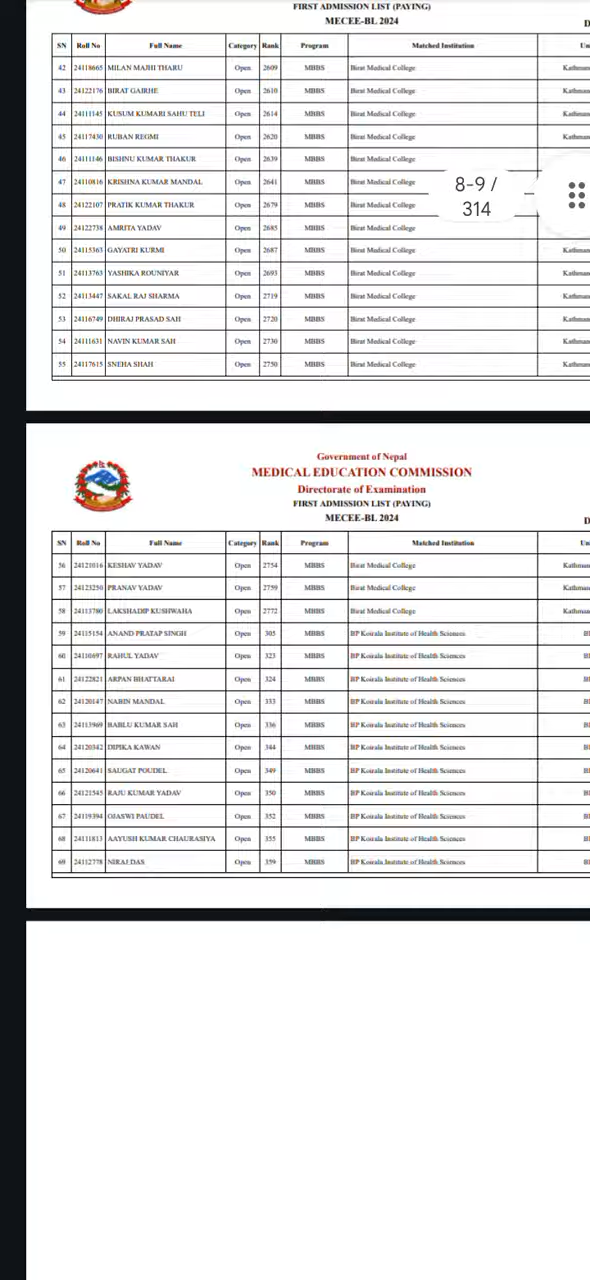 FIRST ADMISSION LIST (PAYING)
MECEE-BL 2024
D
SN Roll No Full Name Category Rank Program Matched Institution Un
42 24118665 MILAN MAJHI THARU Open 2609 MBBS Birat Medical College Kathman
43 24122176 BIRAT GAIRHE Open 2610 MBBS Birat Medical College Kathman
44 24111145 KUSUM KUMARI SAHU TELI Open 2614 MBBS Birat Medical College Kathman
45 24117430 RUBAN REGMI Open 2620 MBBS Birat Medical College Kathman
46 24111146 BISHNU KUMAR THAKUR Open 2639 MBBS Birat Medical College
47 24110816 KRISHNA KUMAR MANDAL Open 2641 MBBS Birat Medical College
8-9 /
314
48 24122107 PRATIK KUMAR THAKUR Open 2679 MBBS Birat Medical College
49 24122738 AMRITA YADAV Open 2685 MBBS Birat Medical College
50 24115363 GAYATRI KURMI Open 2687 MBBS Birat Medical College Kathman
51 24113763 YASHIKA ROUNIYAR Open 2693 MBBS Birat Medical College Kathman
52 24113447 SAKAL RAJ SHARMA Open 2719 MBBS Birat Medical College Kathman
53 24116749 DHIRAJ PRASAD SAH Open 2720 MBBS Birat Medical College Kathman
54 24111631 NAVIN KUMAR SAH Open 2730 MBBS Birat Medical College Kathman
55 24117615 SNEHA SHAH Open 2750 MBBS Birat Medical College Kathman
Government of Nepal
MEDICAL EDUCATION COMMISSION
Directorate of Examination
FIRST ADMISSION LIST (PAYING)
MECEE-BL 2024
D
SN Roll No Full Name Category Rank Program Matched Institution Un
56 24121016 KESHAV YADAV Open 2754 MBBS Birat Medical College Kathman
57 24123250 PRANAV YADAV Open 2759 MBBS Birat Medical College Kathman
58 24113780 LAKSHADIP KUSHWAHA Open 2772 MBBS Birat Medical College Kathman
59 24115154 ANAND PRATAP SINGH Open 305 MBBS BP Koirala Institute of Health Sciences
60 24110697 RAHUL YADAV Open 323 MBBS BP Koirala Institute of Health Sciences
61 24122821 ARPAN BHATTARAI Open 324 MBBS BP Koirala Institute of Health Sciences
62 24120147 NABIN MANDAL Open 333 MBBS BP Koirala Institute of Health Sciences
63 24113969 BABLU KUMAR SAH Open 336 MBBS BP Koirala Institute of Health Sciences
64 24120342 DIPIKA KAWAN Open 344 MBBS BP Koirala Institute of Health Sciences
65 24120641 SAUGAT POUDEL Open 349 MBBS BP Koirala Institute of Health Sciences
66 24121545 RAJU KUMAR YADAV Open 350 MBBS BP Koirala Institute of Health Sciences
67 24119394 OJASWI PAUDEL Open 352 MBBS BP Koirala Institute of Health Sciences
68 24111813 AAYUSH KUMAR CHAURASIYA Open 355 MBBS BP Koirala Institute of Health Sciences
69 24112778 NIRAJ DAS Open 359 MBBS BP Koirala Institute of Health Sciences